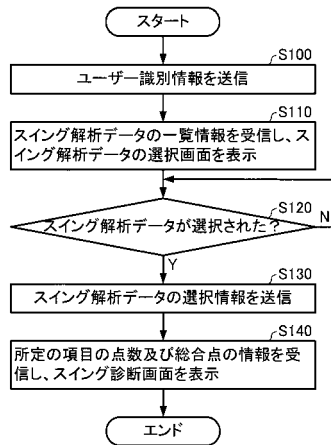 スタート
S100
ユーザー識別情報を送信
S110
スイング解析データの一覧情報を受信し、ス
イング解析データの選択画面を表示
S120
スイング解析データが選択された？
N
Y
S130
スイング解析データの選択情報を送信
S140
所定の項目の点数及び総合点の情報を受
信し、スイング診断画面を表示
エンド